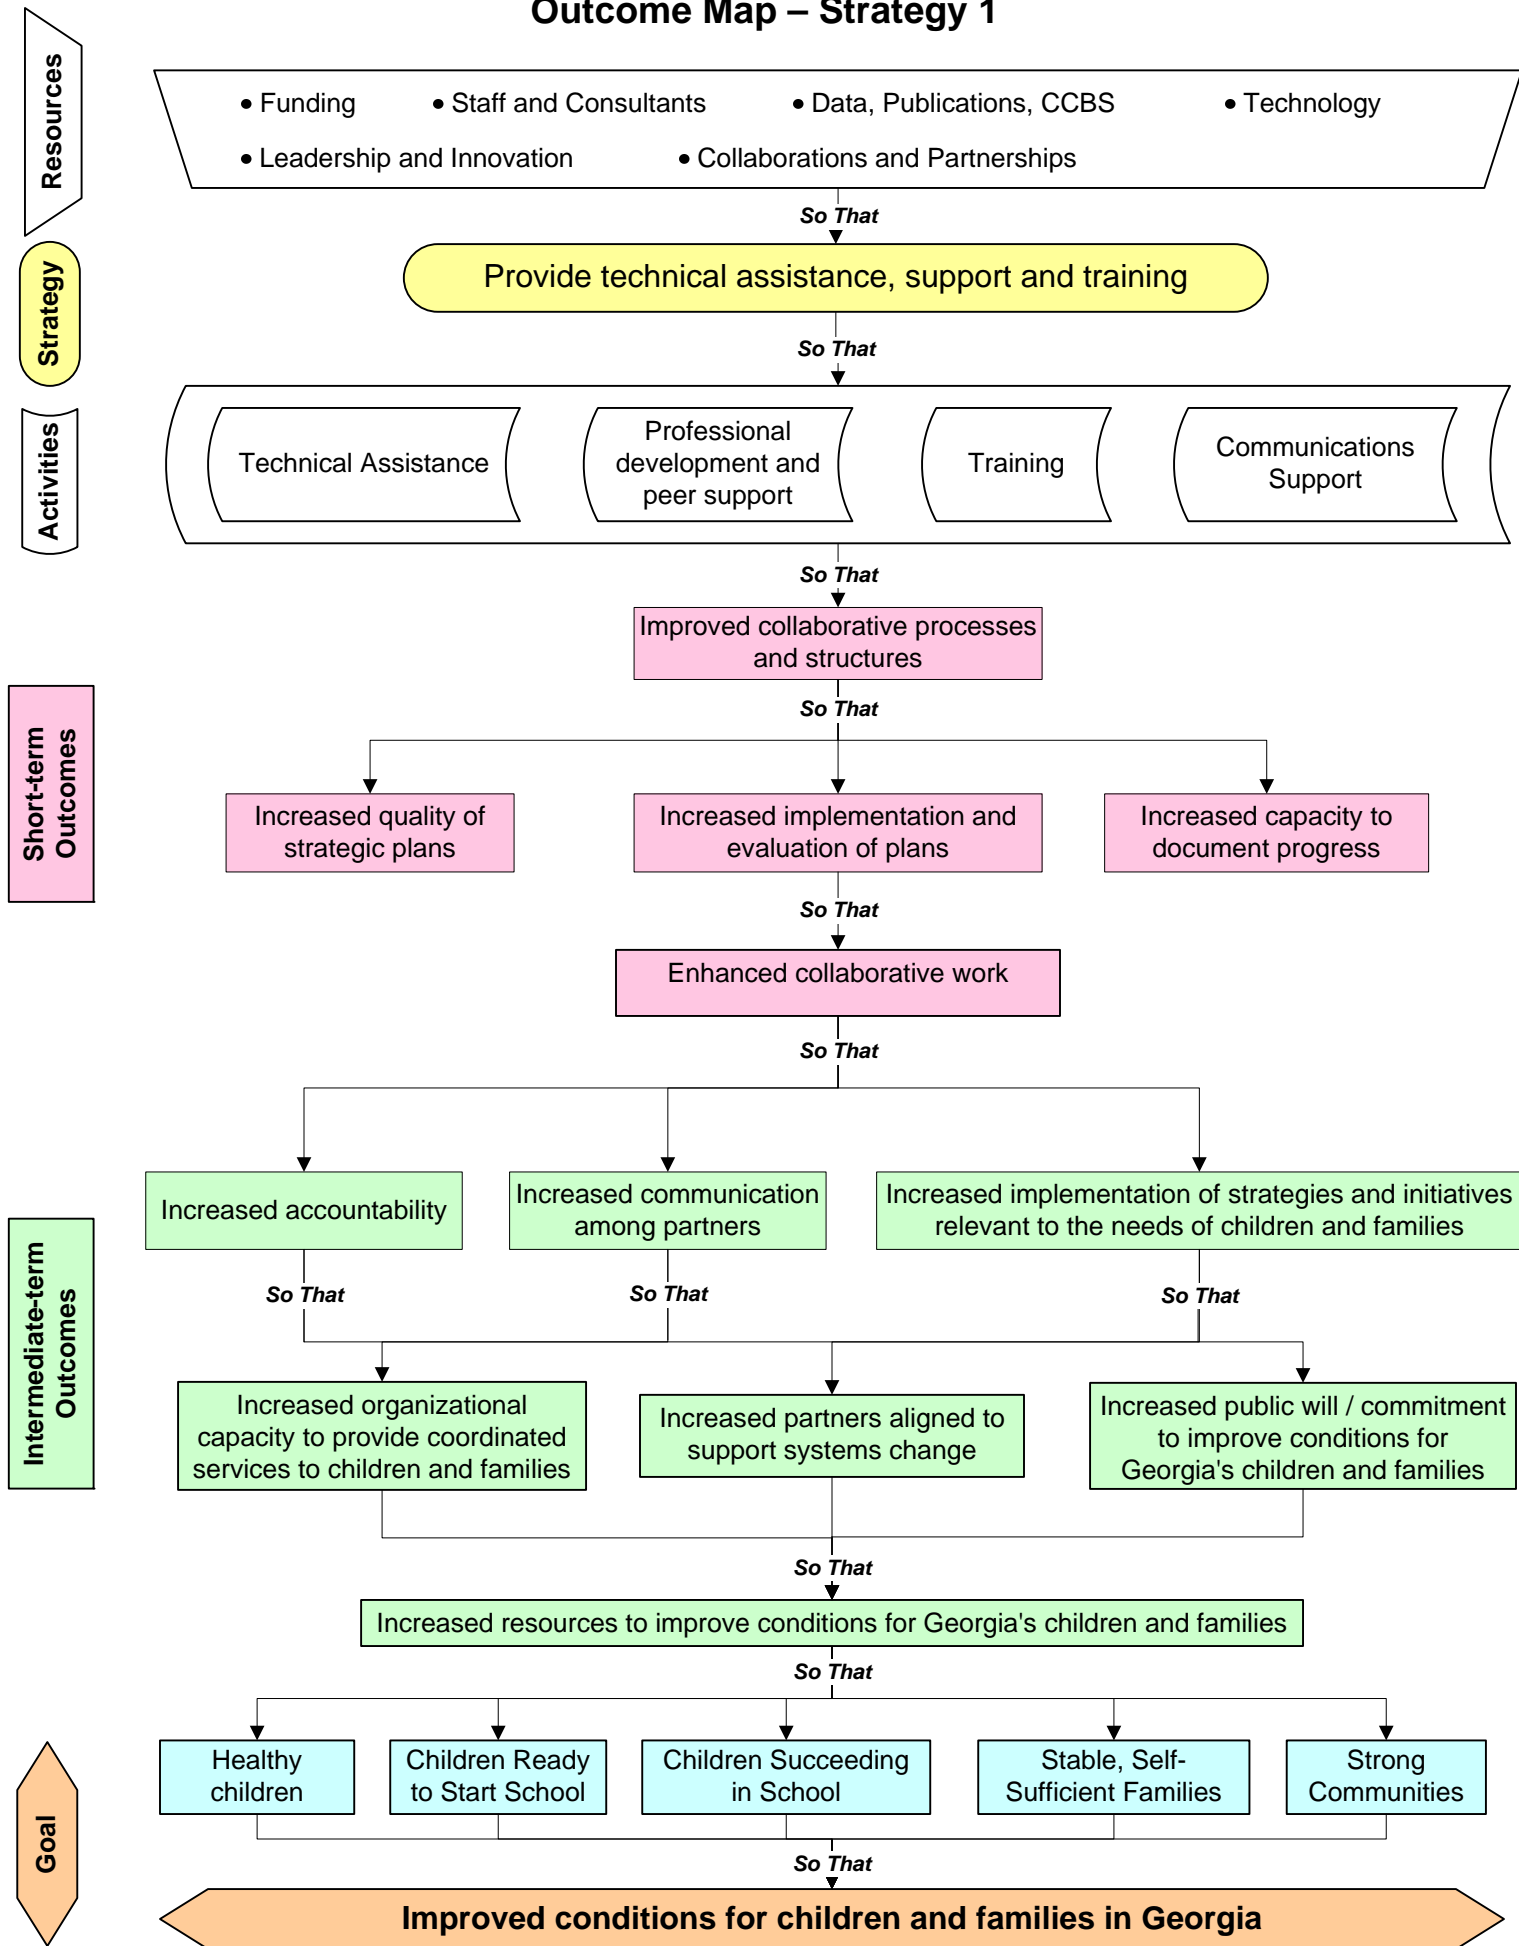 Outcome Map – Strategy 1
Resources
• Funding • Staff and Consultants • Data, Publications, CCBS • Technology
• Leadership and Innovation • Collaborations and Partnerships
So That
Strategy
Provide technical assistance, support and training
So That
Activities
Technical Assistance
Professional
development and
peer support
Training
Communications
Support
So That
Improved collaborative processes
and structures
So That
Short-term
Outcomes
Increased quality of
strategic plans
Increased implementation and
evaluation of plans
Increased capacity to
document progress
So That
Enhanced collaborative work
So That
Intermediate-term
Outcomes
Increased accountability
Increased communication
among partners
Increased implementation of strategies and initiatives
relevant to the needs of children and families
So That
So That
So That
Increased organizational
capacity to provide coordinated
services to children and families
Increased partners aligned to
support systems change
Increased public will / commitment
to improve conditions for
Georgia's children and families
So That
Increased resources to improve conditions for Georgia's children and families
So That
Healthy
children
Children Ready
to Start School
Children Succeeding
in School
Stable, Self-
Sufficient Families
Strong
Communities
So That
Goal
Improved conditions for children and families in Georgia